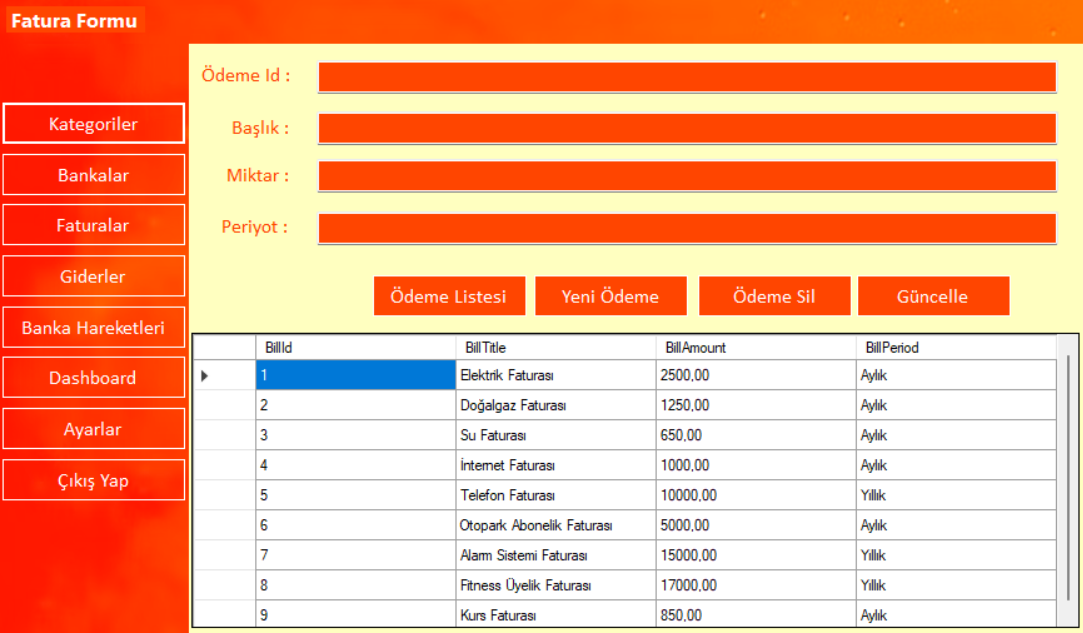 Fatura Formu
Kategoriler
Bankalar
Faturalar
Giderler
Banka Hareketleri
Dashboard
Ayarlar
Çıkış Yap
Ödeme Id :
Başlık :
Miktar :
Periyot :
Ödeme Listesi Yeni Ödeme Ödeme Sil Güncelle
BillId BillTitle BillAmount BillPeriod
1 Elektrik Faturası 2500,00 Aylık
2 Doğalgaz Faturası 1250,00 Aylık
3 Su Faturası 650,00 Aylık
4 İnternet Faturası 1000,00 Aylık
5 Telefon Faturası 10000,00 Yıllık
6 Otopark Abonelik Faturası 5000,00 Aylık
7 Alarm Sistemi Faturası 15000,00 Yıllık
8 Fitness Üyelik Faturası 17000,00 Yıllık
9 Kurs Faturası 850,00 Aylık